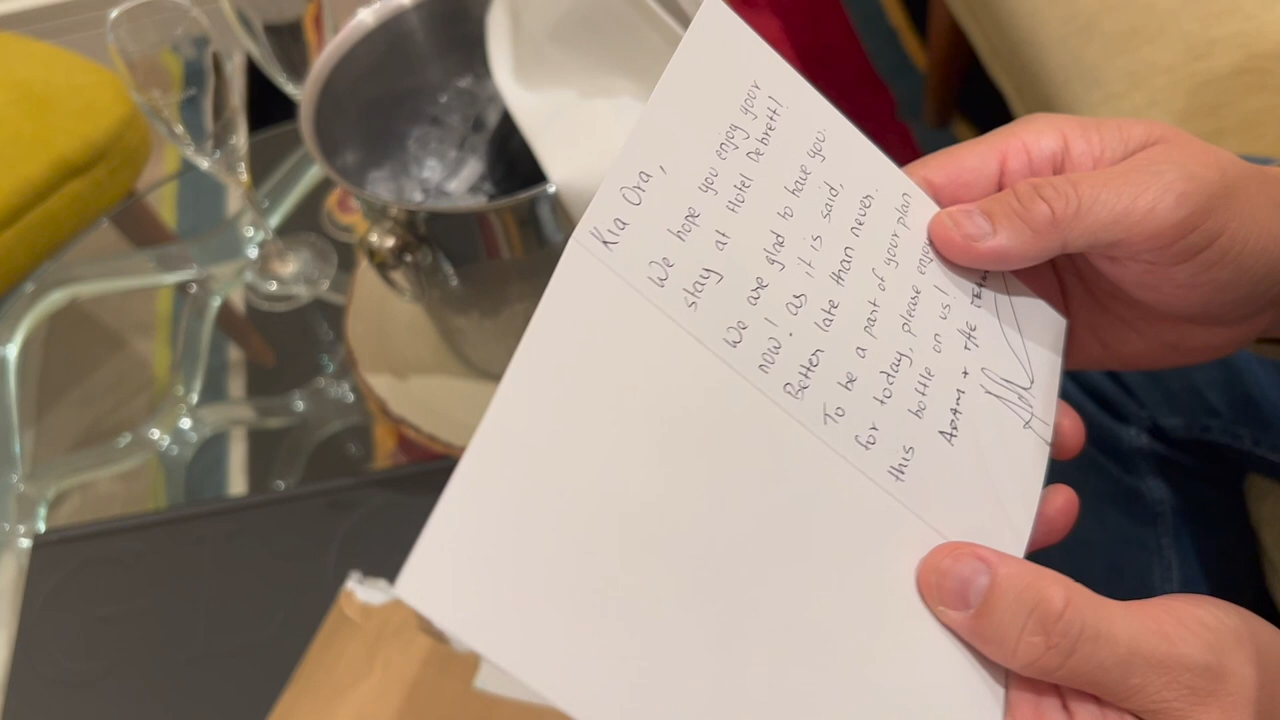 Kia Ora,
We hope you enjoy your
stay at Hotel DeBrett!
We are glad to have you
now! as it is said,
Better late than never.
To be a part of your plan
for today, please enjoy
this bottle on us!
ADAM + THE TEAM